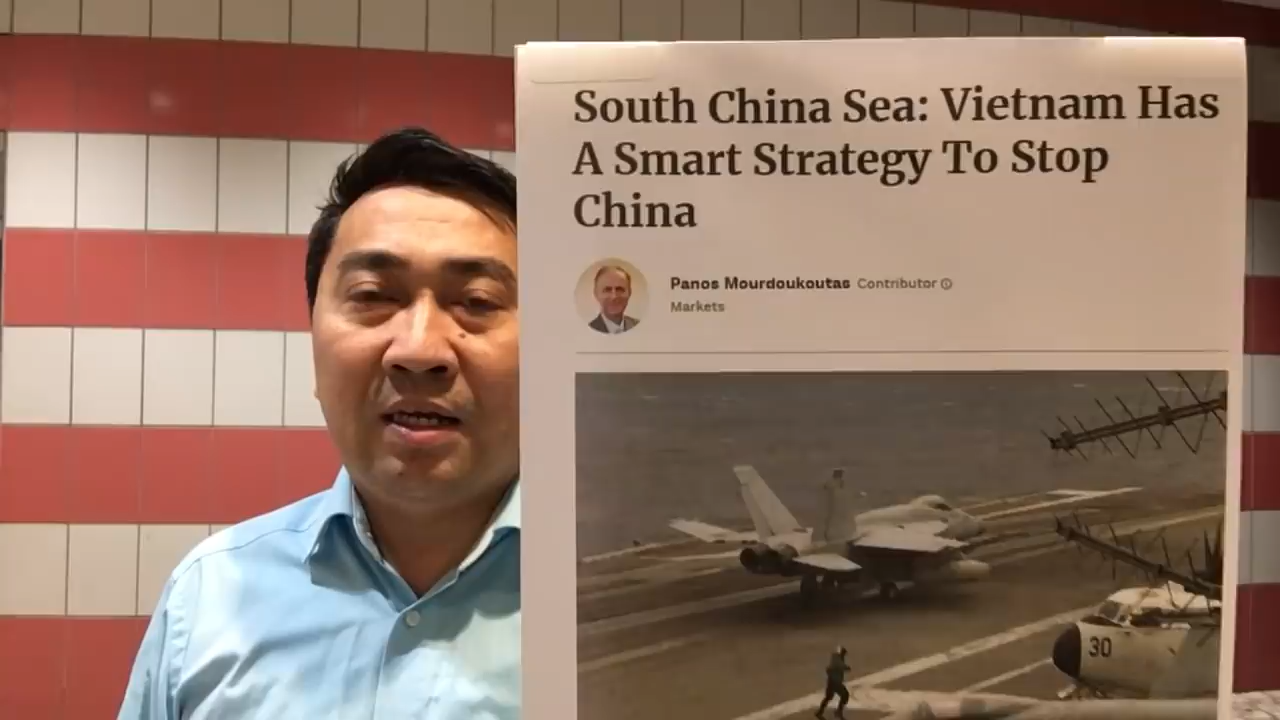 South China Sea: Vietnam Has
A Smart Strategy To Stop
China
Panos Mourdoukoutas Contributor
Markets
30